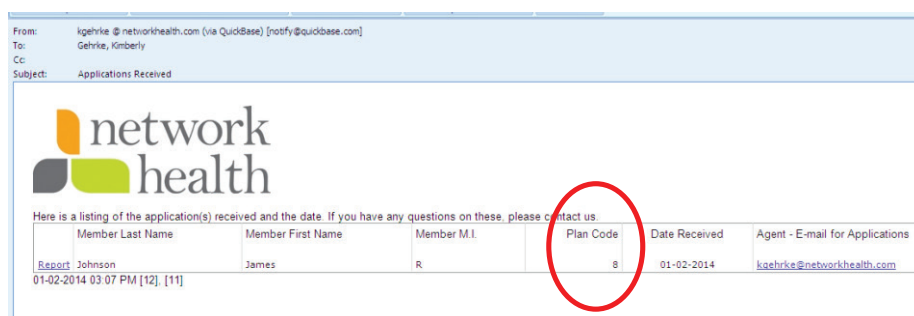 From: kgehrke @ networkhealth.com (via QuickBase) [notify@quickbase.com]
To: Gehrke, Kimberly
Cc:
Subject: Applications Received
network
health
Here is a listing of the application(s) received and the date. If you have any questions on these, please contact us.
Member Last Name Member First Name Member M.I. Plan Code Date Received Agent - E-mail for Applications
Report Johnson James R 8 01-02-2014 kgehrke@networkhealth.com
01-02-2014 03:07 PM [12], [11]